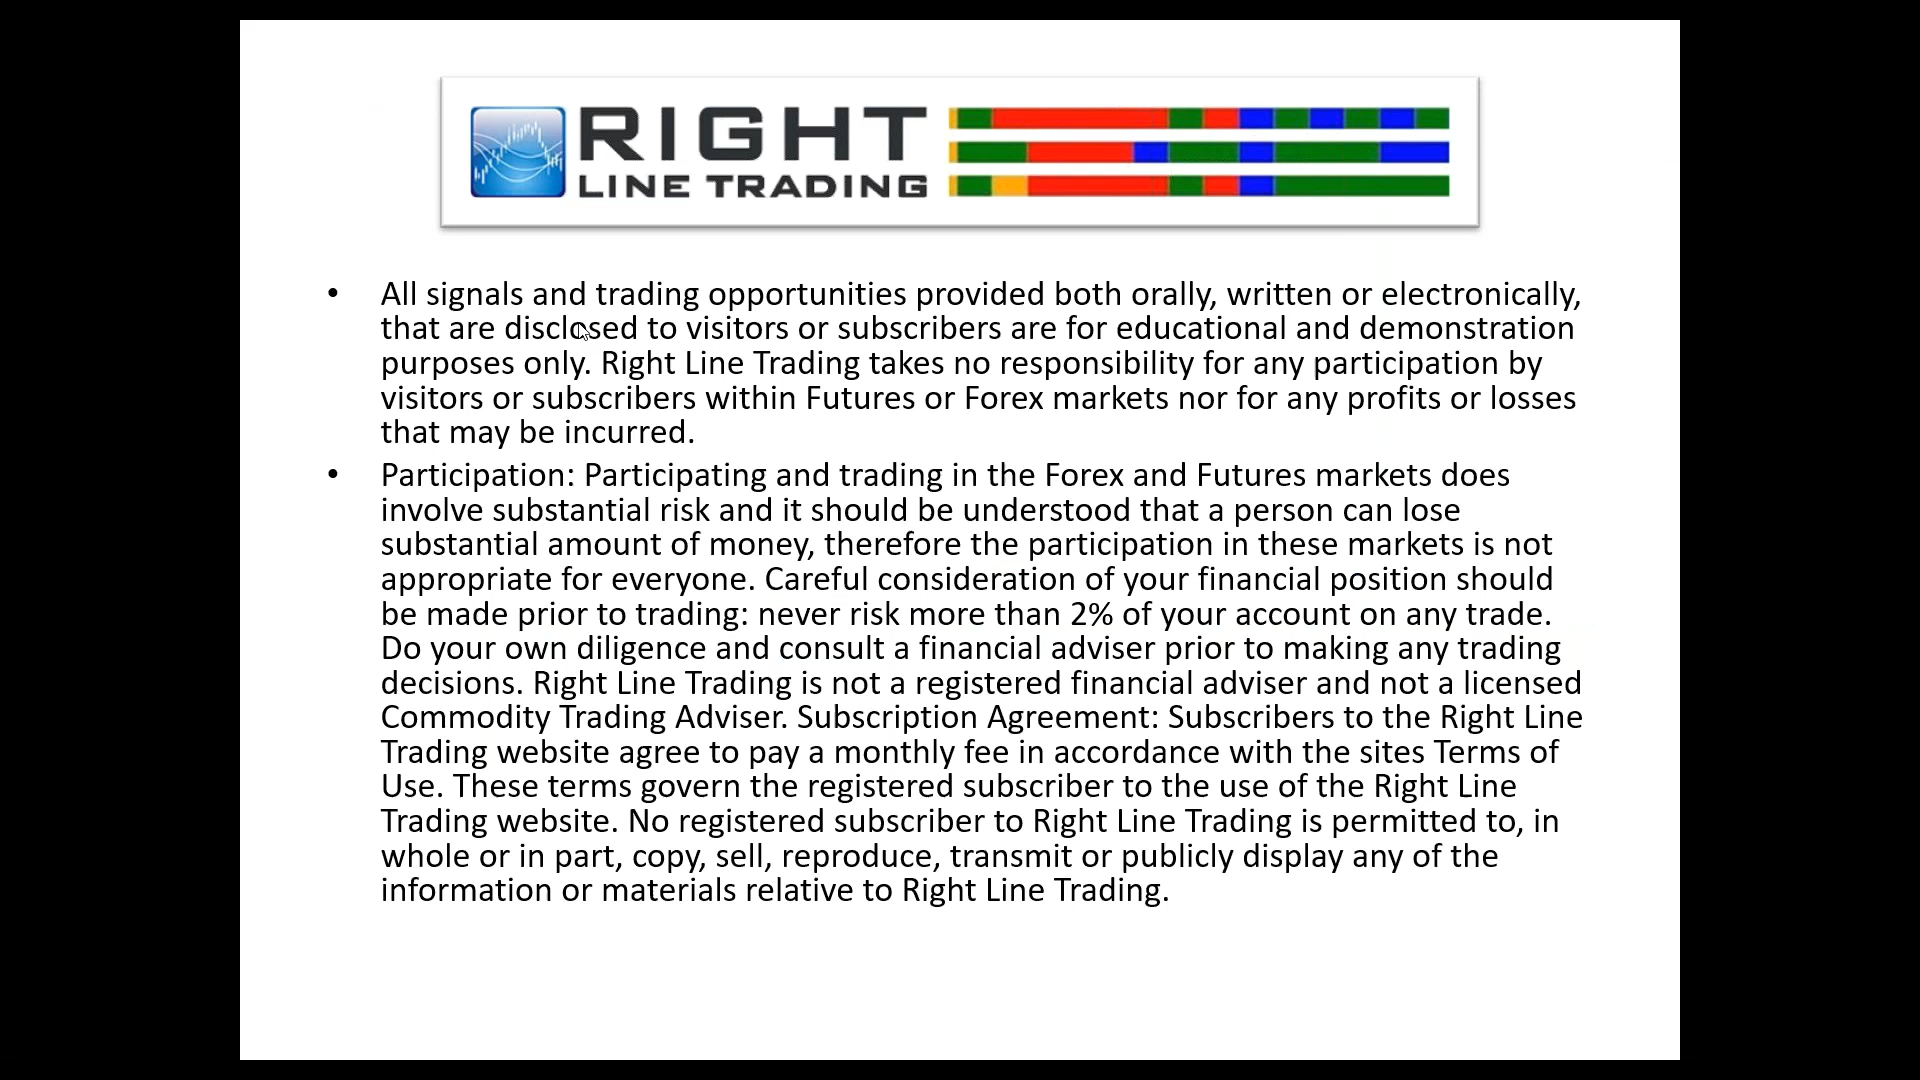 RIGHT
LINE TRADING
• All signals and trading opportunities provided both orally, written or electronically,
that are disclosed to visitors or subscribers are for educational and demonstration
purposes only. Right Line Trading takes no responsibility for any participation by
visitors or subscribers within Futures or Forex markets nor for any profits or losses
that may be incurred.
• Participation: Participating and trading in the Forex and Futures markets does
involve substantial risk and it should be understood that a person can lose
substantial amount of money, therefore the participation in these markets is not
appropriate for everyone. Careful consideration of your financial position should
be made prior to trading: never risk more than 2% of your account on any trade.
Do your own diligence and consult a financial adviser prior to making any trading
decisions. Right Line Trading is not a registered financial adviser and not a licensed
Commodity Trading Adviser. Subscription Agreement: Subscribers to the Right Line
Trading website agree to pay a monthly fee in accordance with the sites Terms of
Use. These terms govern the registered subscriber to the use of the Right Line
Trading website. No registered subscriber to Right Line Trading is permitted to, in
whole or in part, copy, sell, reproduce, transmit or publicly display any of the
information or materials relative to Right Line Trading.